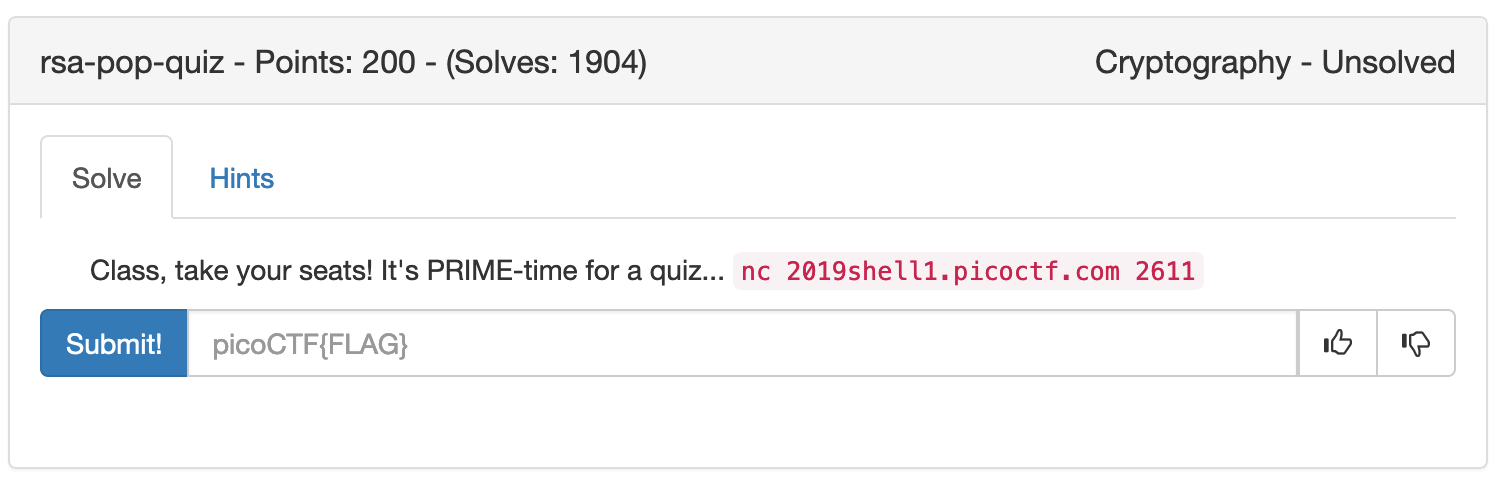 rsa-pop-quiz - Points: 200 - (Solves: 1904) Cryptography - Unsolved
Solve Hints
Class, take your seats! It's PRIME-time for a quiz... nc 2019shell1.picoctf.com 2611
Submit! picoCTF{FLAG}